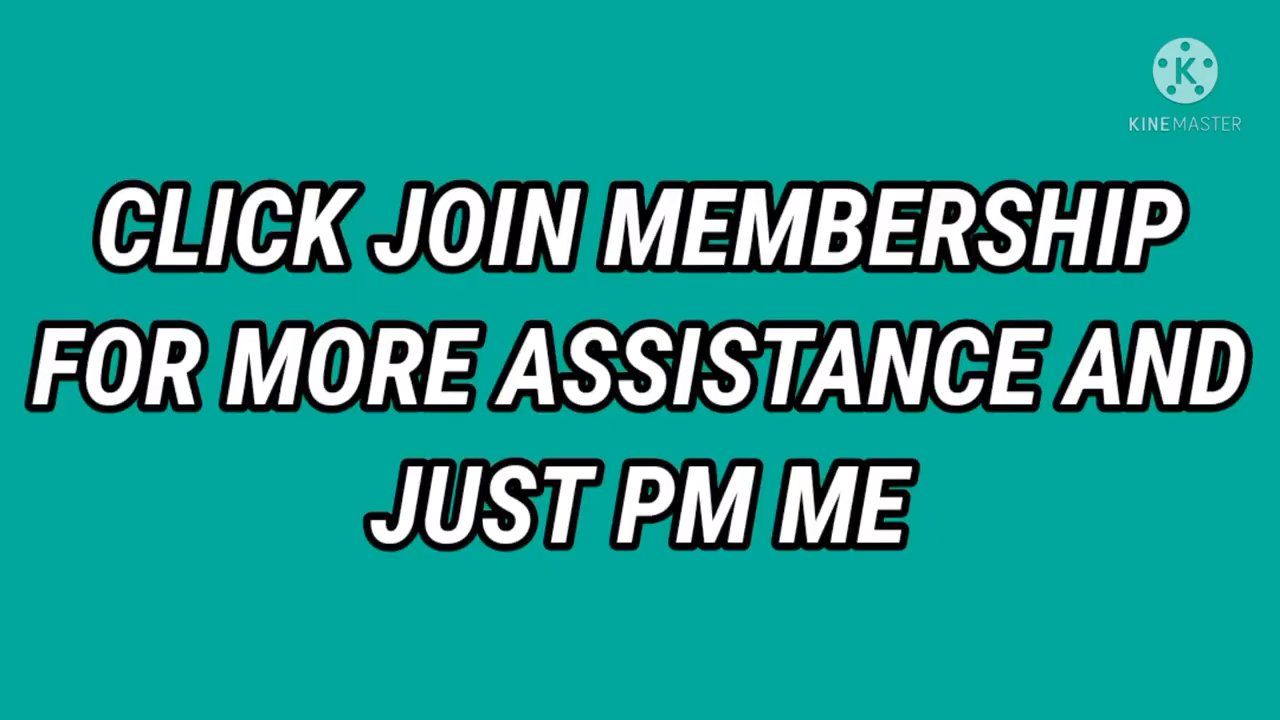 K
KINEMASTER
CLICK JOIN MEMBERSHIP
FOR MORE ASSISTANCE AND
JUST PM ME